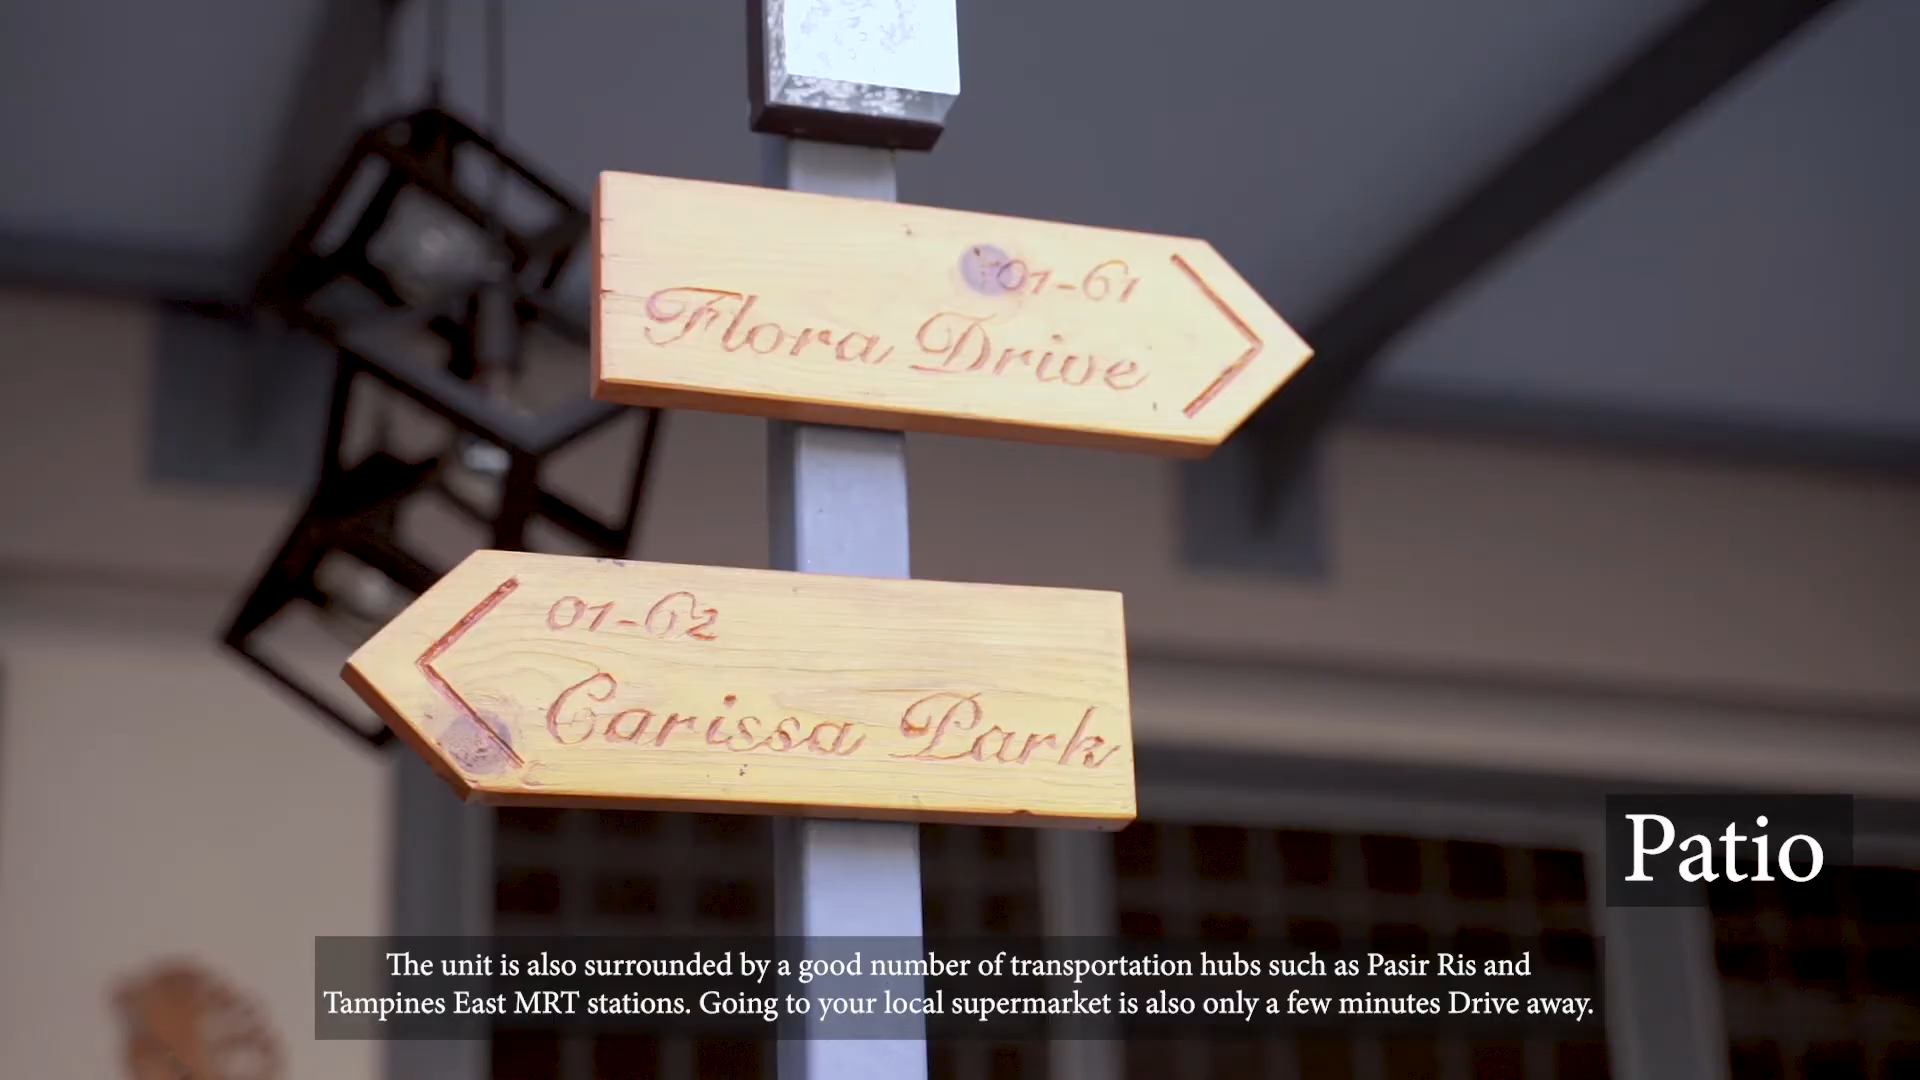 01-61
Flora Drive
01-62
Carissa Park
Patio
The unit is also surrounded by a good number of transportation hubs such as Pasir Ris and
Tampines East MRT stations. Going to your local supermarket is also only a few minutes Drive away.